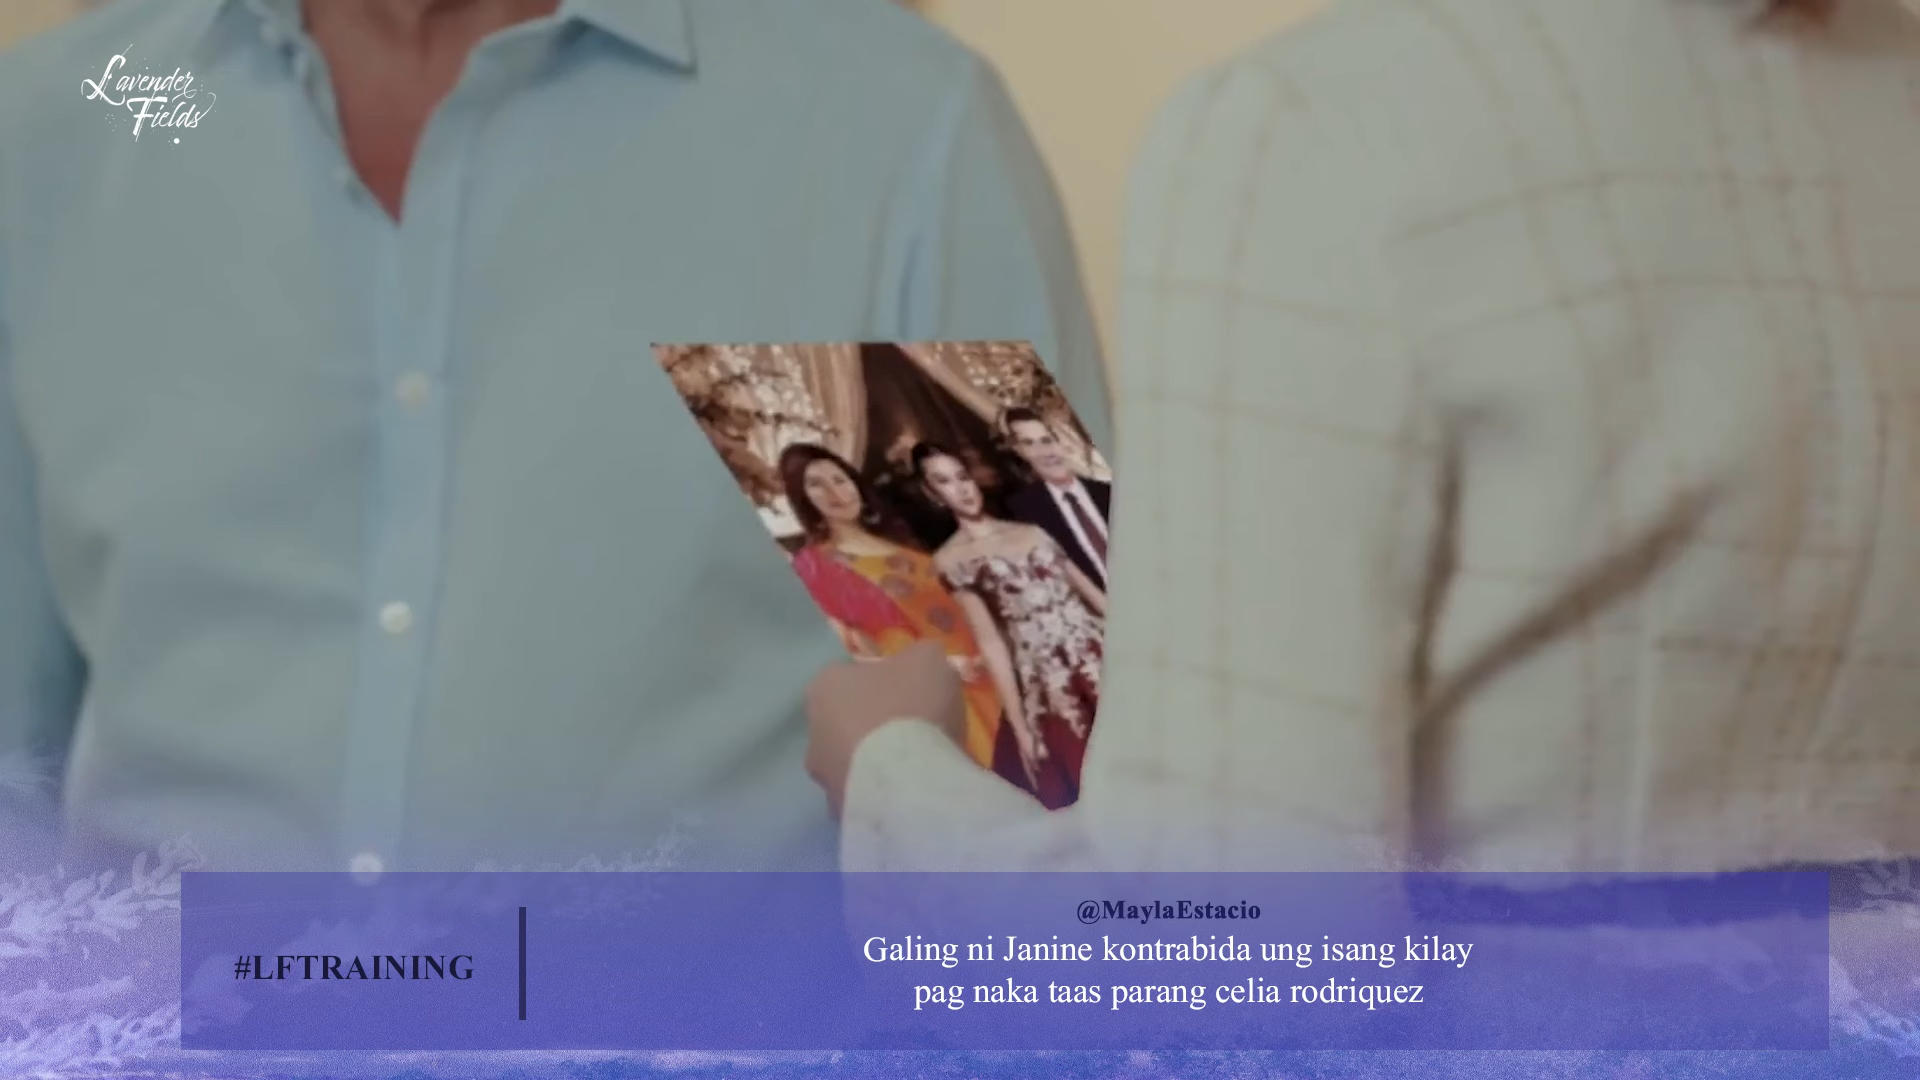 Lavender
Fields
#LFTRAINING
@MaylaEstacio
Galing ni Janine kontrabida ung isang kilay
pag naka taas parang celia rodriquez